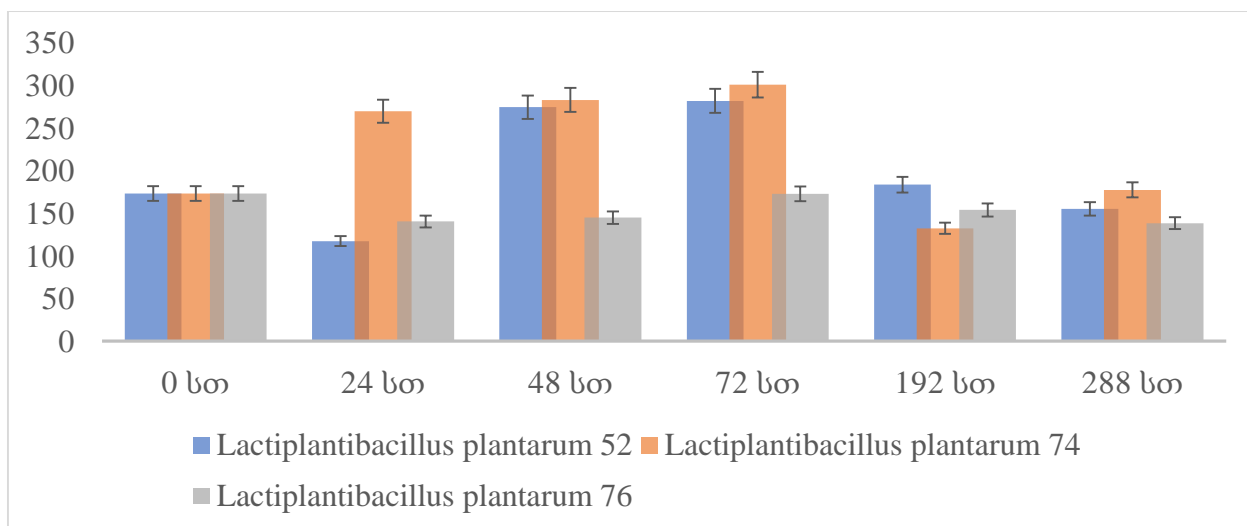 350
300
250
200
150
100
50
0
0 სთ 24 სთ 48 სთ 72 სთ 192 სთ 288 სთ
Lactiplantibacillus plantarum 52 Lactiplantibacillus plantarum 74
Lactiplantibacillus plantarum 76